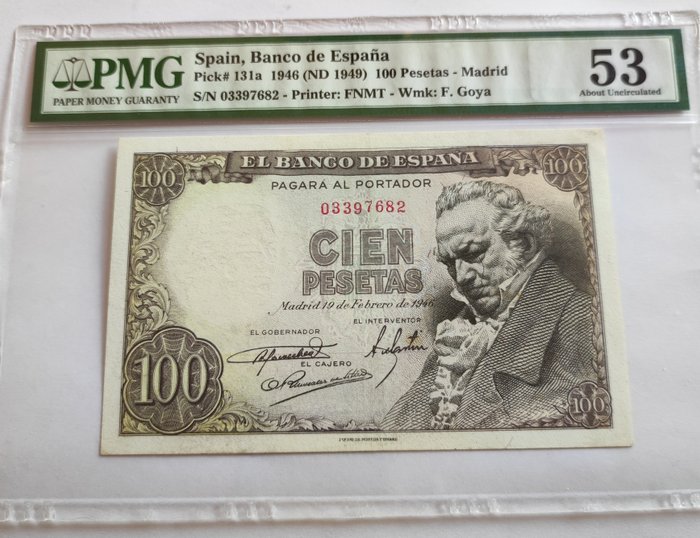 PMG
PAPER MONEY GUARANTY
Spain, Banco de España
Pick# 131a 1946 (ND 1949) 100 Pesetas - Madrid
S/N 03397682 - Printer: FNMT - Wmk: F. Goya
53
About Uncirculated
100
EL BANCO DE ESPAÑA
100
PAGARÁ AL PORTADOR
03397682
CIEN
PESETAS
Madrid 19 de Febrero de 1946
EL GOBERNADOR
EL INTERVENTOR
EL CAJERO
100
100